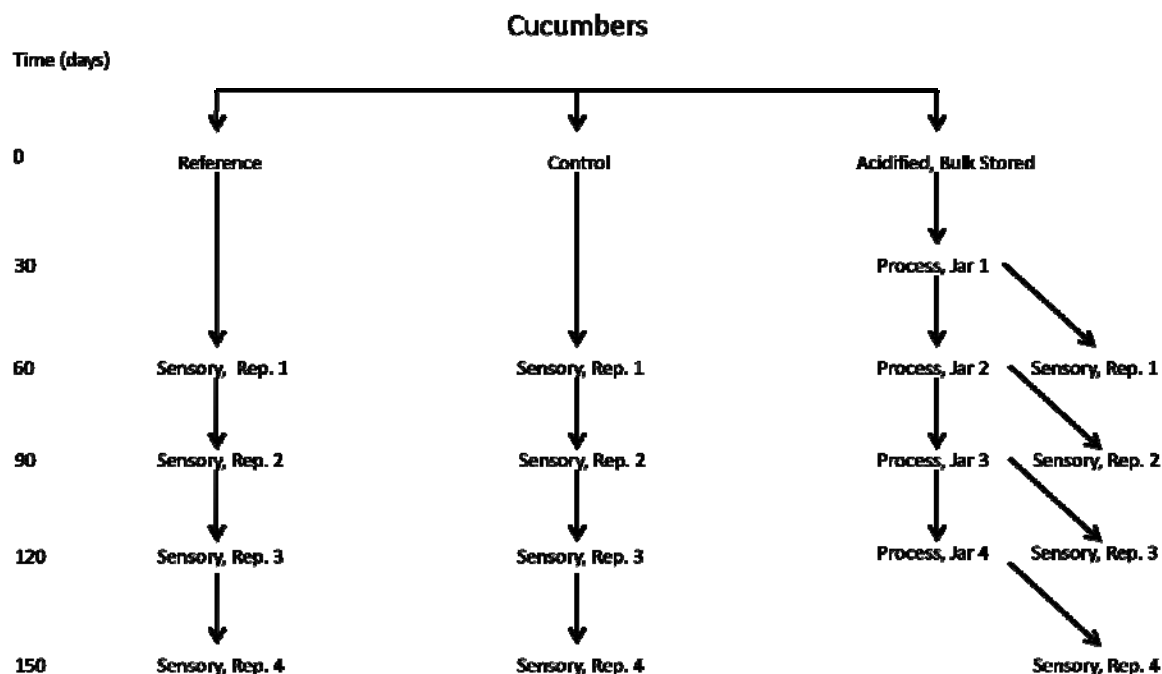 Cucumbers
Time (days)
0 Reference Control Acidified, Bulk Stored
30 Process, Jar 1
60 Sensory, Rep. 1 Sensory, Rep. 1 Process, Jar 2 Sensory, Rep. 1
90 Sensory, Rep. 2 Sensory, Rep. 2 Process, Jar 3 Sensory, Rep. 2
120 Sensory, Rep. 3 Sensory, Rep. 3 Process, Jar 4 Sensory, Rep. 3
150 Sensory, Rep. 4 Sensory, Rep. 4 Sensory, Rep. 4